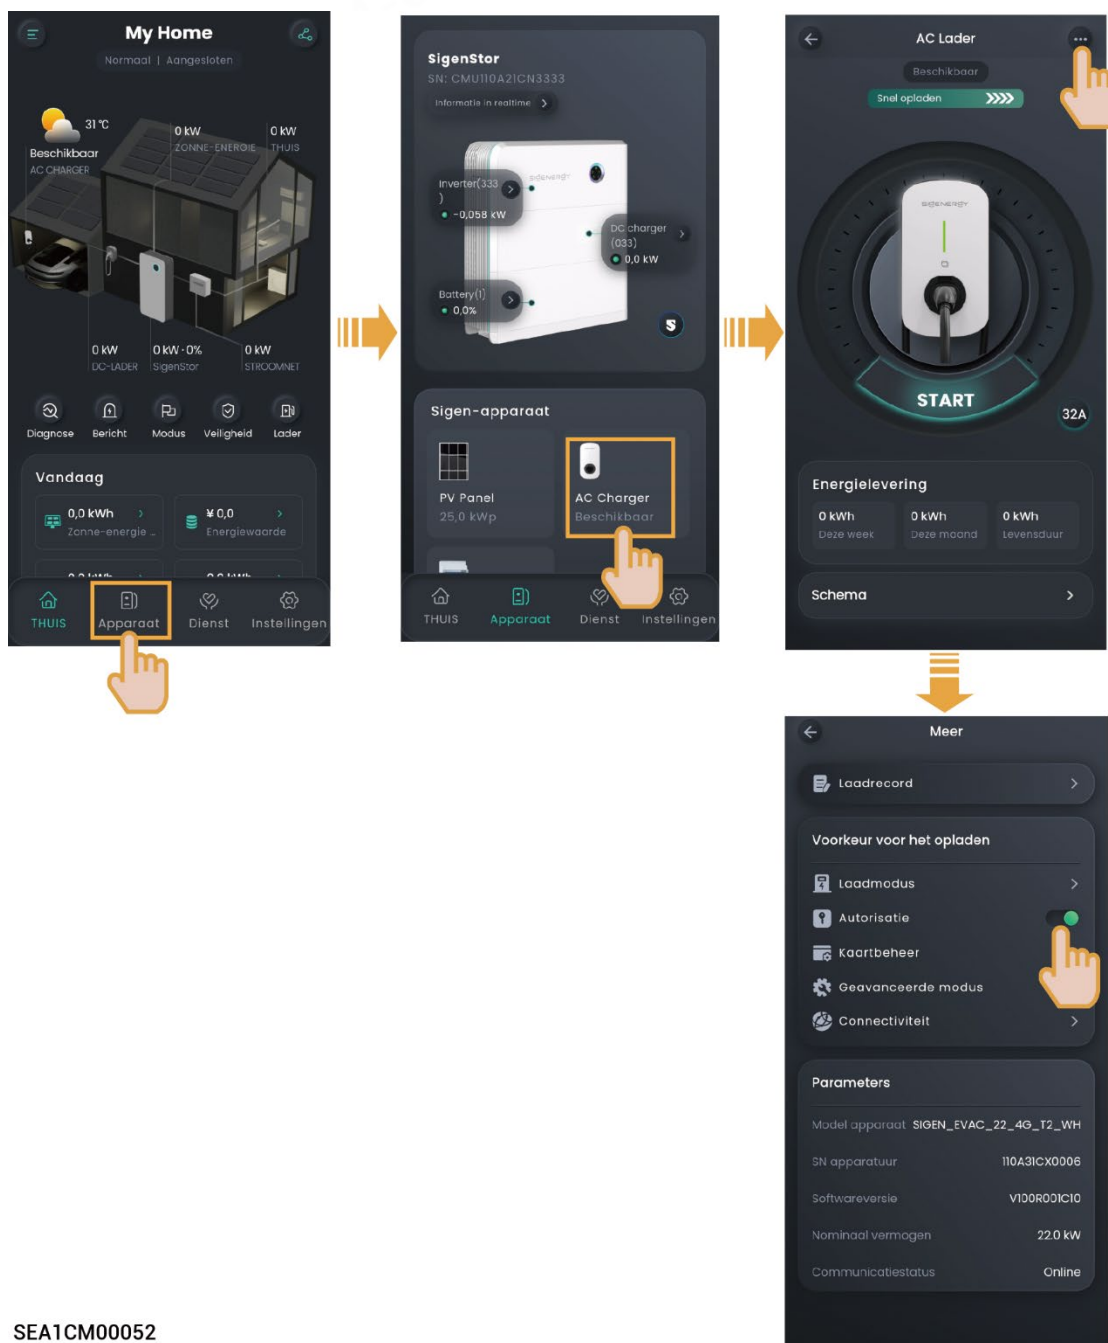 My Home
Normaal | Aangesloten
31 ℃
Beschikbaar
AC CHARGER
0 kW
ZONNE-ENERGIE
0 kW
THUIS
0 kW
DC-LADER
0 kW · 0%
SigenStor
0 kW
STROOMNET
Diagnose
Bericht
Modus
Veiligheid
Lader
Vandaag
0,0 kWh
Zonne-energie ..
¥ 0,0
Energiewaarde
THUIS
Apparaat
Dienst
Instellingen
SigenStor
SN: CMU110A21CN3333
Informatie in realtime
SIGENERGY
Inverter(333
)
-0,058 kW
DC charger
(033)
0,0 kW
Battery(1)
0,0%
S
Sigen-apparaat
PV Panel
25,0 kWp
AC Charger
Beschikbaar
THUIS
Apparaat
Dienst
Instellingen
AC Lader
Beschikbaar
Snel opladen
SIGENERGY
START
32A
Energielevering
0 kWh
Deze week
0 kWh
Deze maand
0 kWh
Levensduur
Schema
Meer
Laadrecord
Voorkeur voor het opladen
Laadmodus
Autorisatie
Kaartbeheer
Geavanceerde modus
Connectiviteit
Parameters
Model apparaat SIGEN_EVAC_22_4G_T2_WH
SN apparatuur 110A31CX0006
Softwareversie V100R001C10
Nominaal vermogen 22.0 kW
Communicatiestatus Online
SEA1CM00052